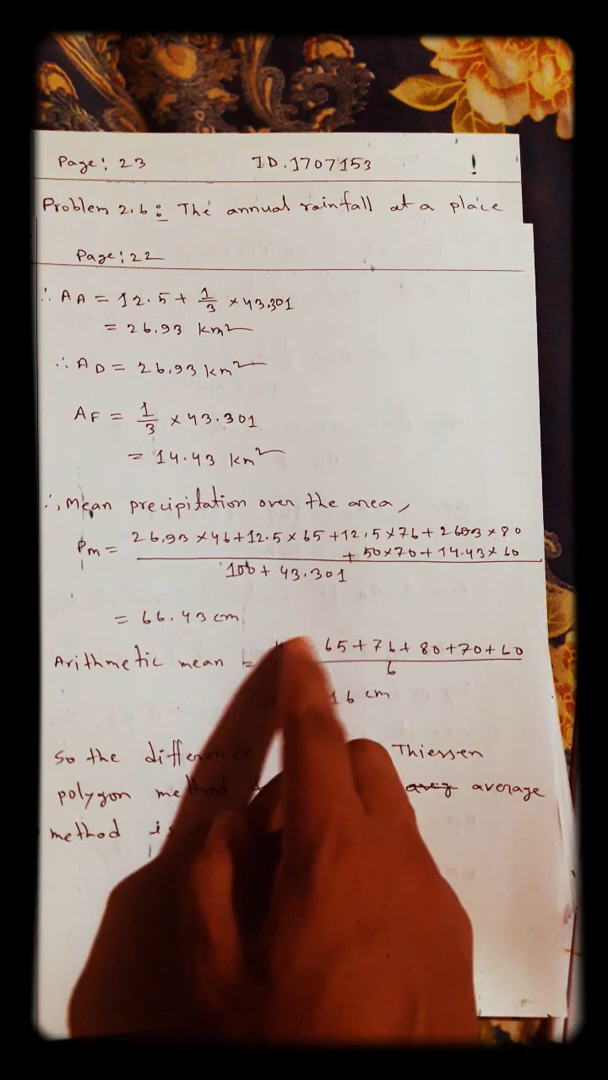 Page: 23 ID. 1707153
Problem 2.6: The annual rainfall at a place
Page: 22
∴ AA = 12.5 + 1/3 × 43.301
= 26.93 km²
∴ AD = 26.93 km²
AF = 1/3 × 43.301
= 14.43 km²
∴ Mean precipitation over the area,
Pm = 26.93 × 46 + 12.5 × 65 + 12.5 × 76 + 26.93 × 80
+ 50 × 70 + 14.43 × 60
100 + 43.301
= 66.43 cm
Arithmetic mean = 65 + 76 + 80 + 70 + 60
6
16 cm
So the difference Thiessen
polygon method average
method is